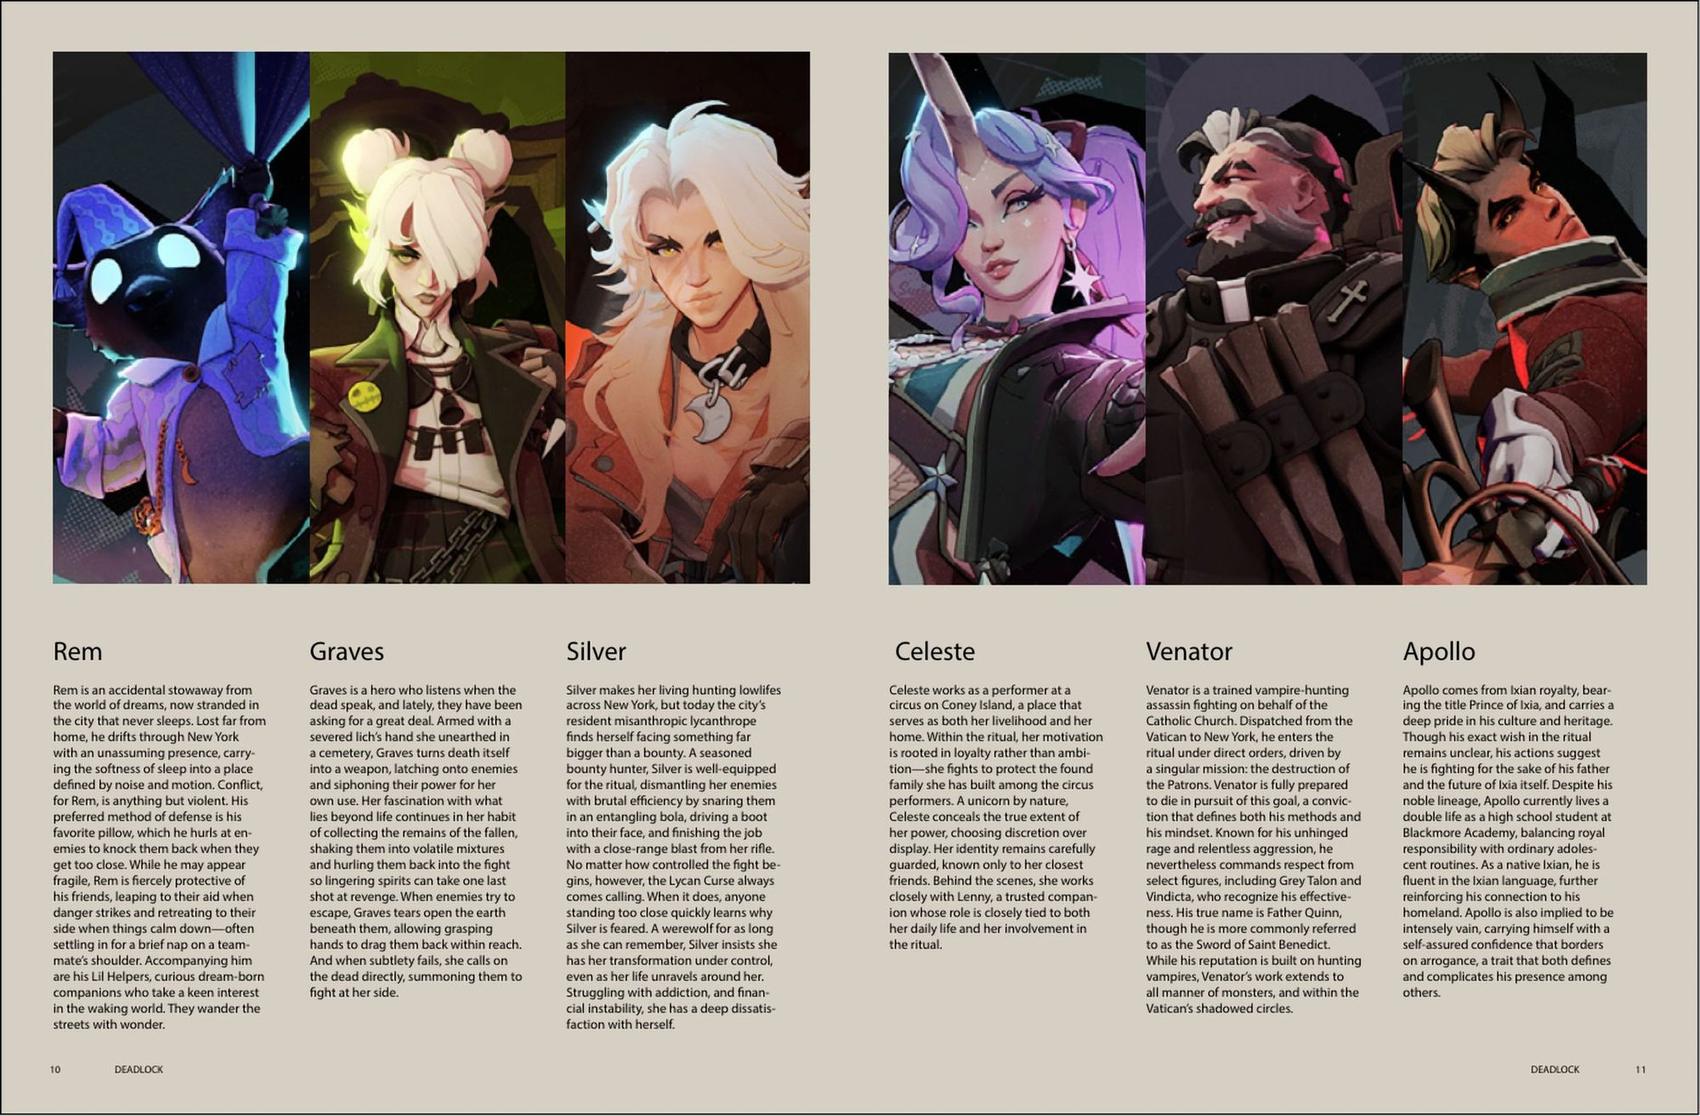 Rem
Rem is an accidental stowaway from
the world of dreams, now stranded in
the city that never sleeps. Lost far from
home, he drifts through New York
with an unassuming presence, carry-
ing the softness of sleep into a place
defined by noise and motion. Conflict,
for Rem, is anything but violent. His
preferred method of defense is his
favorite pillow, which he hurls at en-
emies to knock them back when they
get too close. While he may appear
fragile, Rem is fiercely protective of
his friends, leaping to their aid when
danger strikes and retreating to their
side when things calm down—often
settling in for a brief nap on a team-
mate's shoulder. Accompanying him
are his Lil Helpers, curious dream-born
companions who take a keen interest
in the waking world. They wander the
streets with wonder.
Graves
Graves is a hero who listens when the
dead speak, and lately, they have been
asking for a great deal. Armed with a
severed lich's hand she unearthed in
a cemetery, Graves turns death itself
into a weapon, latching onto enemies
and siphoning their power for her
own use. Her fascination with what
lies beyond life continues in her habit
of collecting the remains of the fallen,
shaking them into volatile mixtures
and hurling them back into the fight
so lingering spirits can take one last
shot at revenge. When enemies try to
escape, Graves tears open the earth
beneath them, allowing grasping
hands to drag them back within reach.
And when subtlety fails, she calls on
the dead directly, summoning them to
fight at her side.
Silver
Silver makes her living hunting lowlifes
across New York, but today the city's
resident misanthropic lycanthrope
finds herself facing something far
bigger than a bounty. A seasoned
bounty hunter, Silver is well-equipped
for the ritual, dismantling her enemies
with brutal efficiency by snaring them
in an entangling bola, driving a boot
into their face, and finishing the job
with a close-range blast from her rifle.
No matter how controlled the fight be-
gins, however, the Lycan Curse always
comes calling. When it does, anyone
standing too close quickly learns why
Silver is feared. A werewolf for as long
as she can remember, Silver insists she
has her transformation under control,
even as her life unravels around her.
Struggling with addiction, and finan-
cial instability, she has a deep dissatis-
faction with herself.
Celeste
Celeste works as a performer at a
circus on Coney Island, a place that
serves as both her livelihood and her
home. Within the ritual, her motivation
is rooted in loyalty rather than ambi-
tion—she fights to protect the found
family she has built among the circus
performers. A unicorn by nature,
Celeste conceals the true extent of
her power, choosing discretion over
display. Her identity remains carefully
guarded, known only to her closest
friends. Behind the scenes, she works
closely with Lenny, a trusted compan-
ion whose role is closely tied to both
her daily life and her involvement in
the ritual.
Venator
Venator is a trained vampire-hunting
assassin fighting on behalf of the
Catholic Church. Dispatched from the
Vatican to New York, he enters the
ritual under direct orders, driven by
a singular mission: the destruction of
the Patrons. Venator is fully prepared
to die in pursuit of this goal, a convic-
tion that defines both his methods and
his mindset. Known for his unhinged
rage and relentless aggression, he
nevertheless commands respect from
select figures, including Grey Talon and
Vindicta, who recognize his effective-
ness. His true name is Father Quinn,
though he is more commonly referred
to as the Sword of Saint Benedict.
While his reputation is built on hunting
vampires, Venator's work extends to
all manner of monsters, and within the
Vatican's shadowed circles.
Apollo
Apollo comes from Ixian royalty, bear-
ing the title Prince of Ixia, and carries a
deep pride in his culture and heritage.
Though his exact wish in the ritual
remains unclear, his actions suggest
he is fighting for the sake of his father
and the future of Ixia itself. Despite his
noble lineage, Apollo currently lives a
double life as a high school student at
Blackmore Academy, balancing royal
responsibility with ordinary adoles-
cent routines. As a native Ixian, he is
fluent in the Ixian language, further
reinforcing his connection to his
homeland. Apollo is also implied to be
intensely vain, carrying himself with a
self-assured confidence that borders
on arrogance, a trait that both defines
and complicates his presence among
others.
10 DEADLOCK
DEADLOCK 11